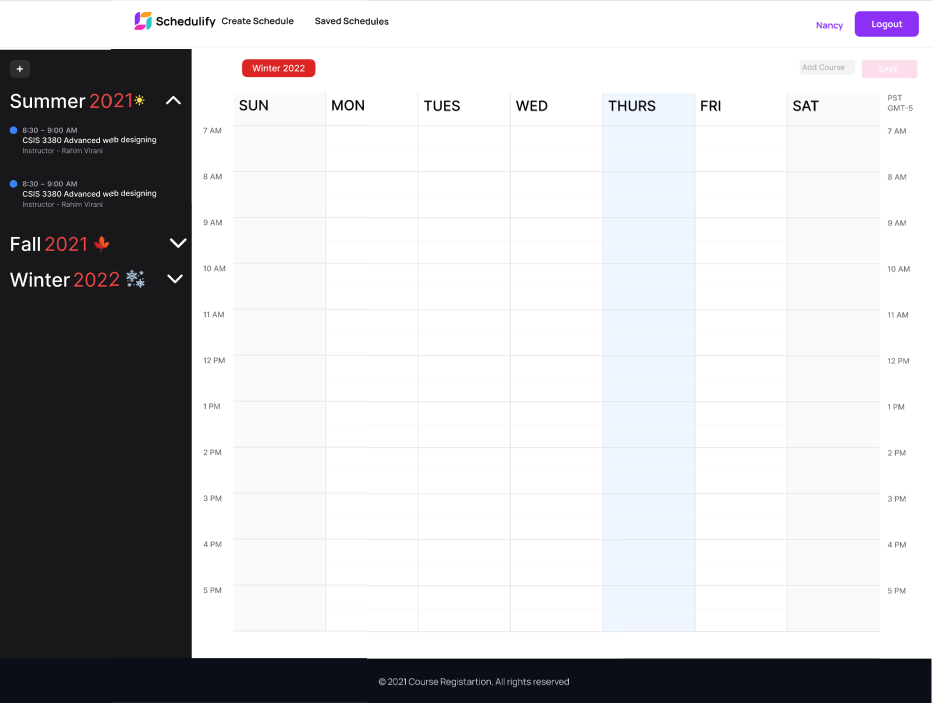 Schedulify Create Schedule Saved Schedules Nancy Logout
+
Summer 2021
8:30 – 9:00 AM
CSIS 3380 Advanced web designing
Instructor - Rahim Virani
8:30 – 9:00 AM
CSIS 3380 Advanced web designing
Instructor - Rahim Virani
Fall 2021
Winter 2022
Winter 2022 Add Course SAVE
SUN MON TUES WED THURS FRI SAT PST
GMT-5
7 AM 7 AM
8 AM 8 AM
9 AM 9 AM
10 AM 10 AM
11 AM 11 AM
12 PM 12 PM
1 PM 1 PM
2 PM 2 PM
3 PM 3 PM
4 PM 4 PM
5 PM 5 PM
© 2021 Course Registartion. All rights reserved